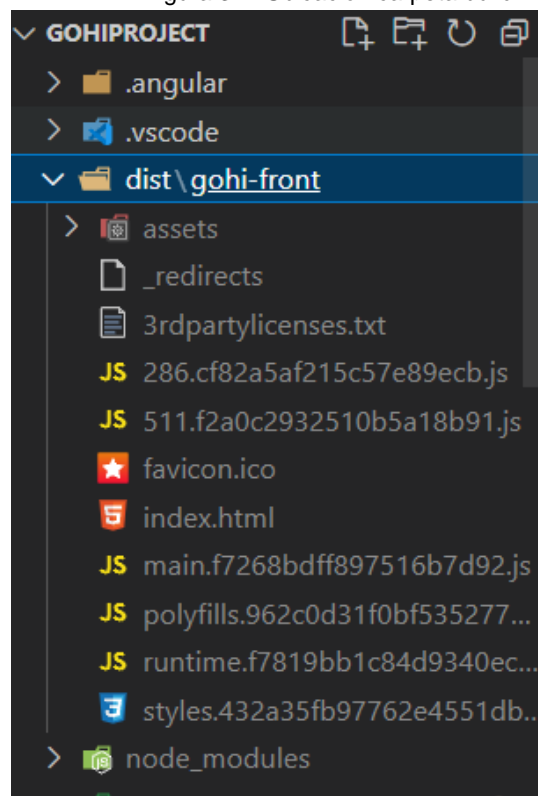 GOHIPROJECT
.angular
.vscode
dist\gohi-front
assets
_redirects
3rdpartylicenses.txt
JS 286.cf82a5af215c57e89ecb.js
JS 511.f2a0c2932510b5a18b91.js
favicon.ico
index.html
JS main.f7268bdff897516b7d92.js
JS polyfills.962c0d31f0bf535277...
JS runtime.f7819bb1c84d9340ec...
styles.432a35fb97762e4551db..
node_modules